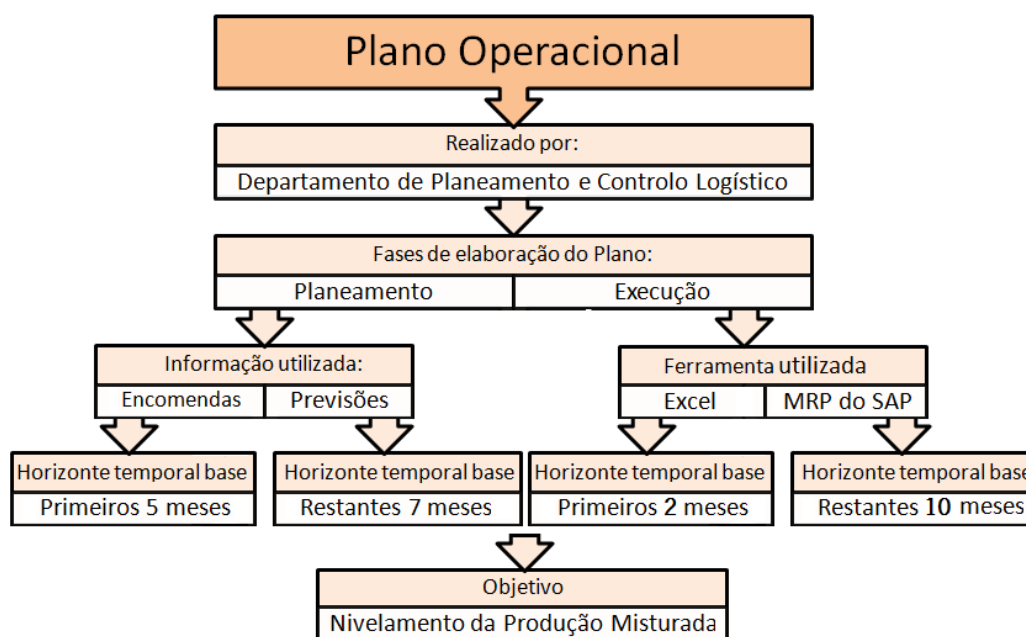 Plano Operacional
Realizado por:
Departamento de Planeamento e Controlo Logístico
Fases de elaboração do Plano:
Planeamento
Execução
Informação utilizada:
Encomendas
Previsões
Ferramenta utilizada
Excel
MRP do SAP
Horizonte temporal base
Primeiros 5 meses
Horizonte temporal base
Restantes 7 meses
Horizonte temporal base
Primeiros 2 meses
Horizonte temporal base
Restantes 10 meses
Objetivo
Nivelamento da Produção Misturada